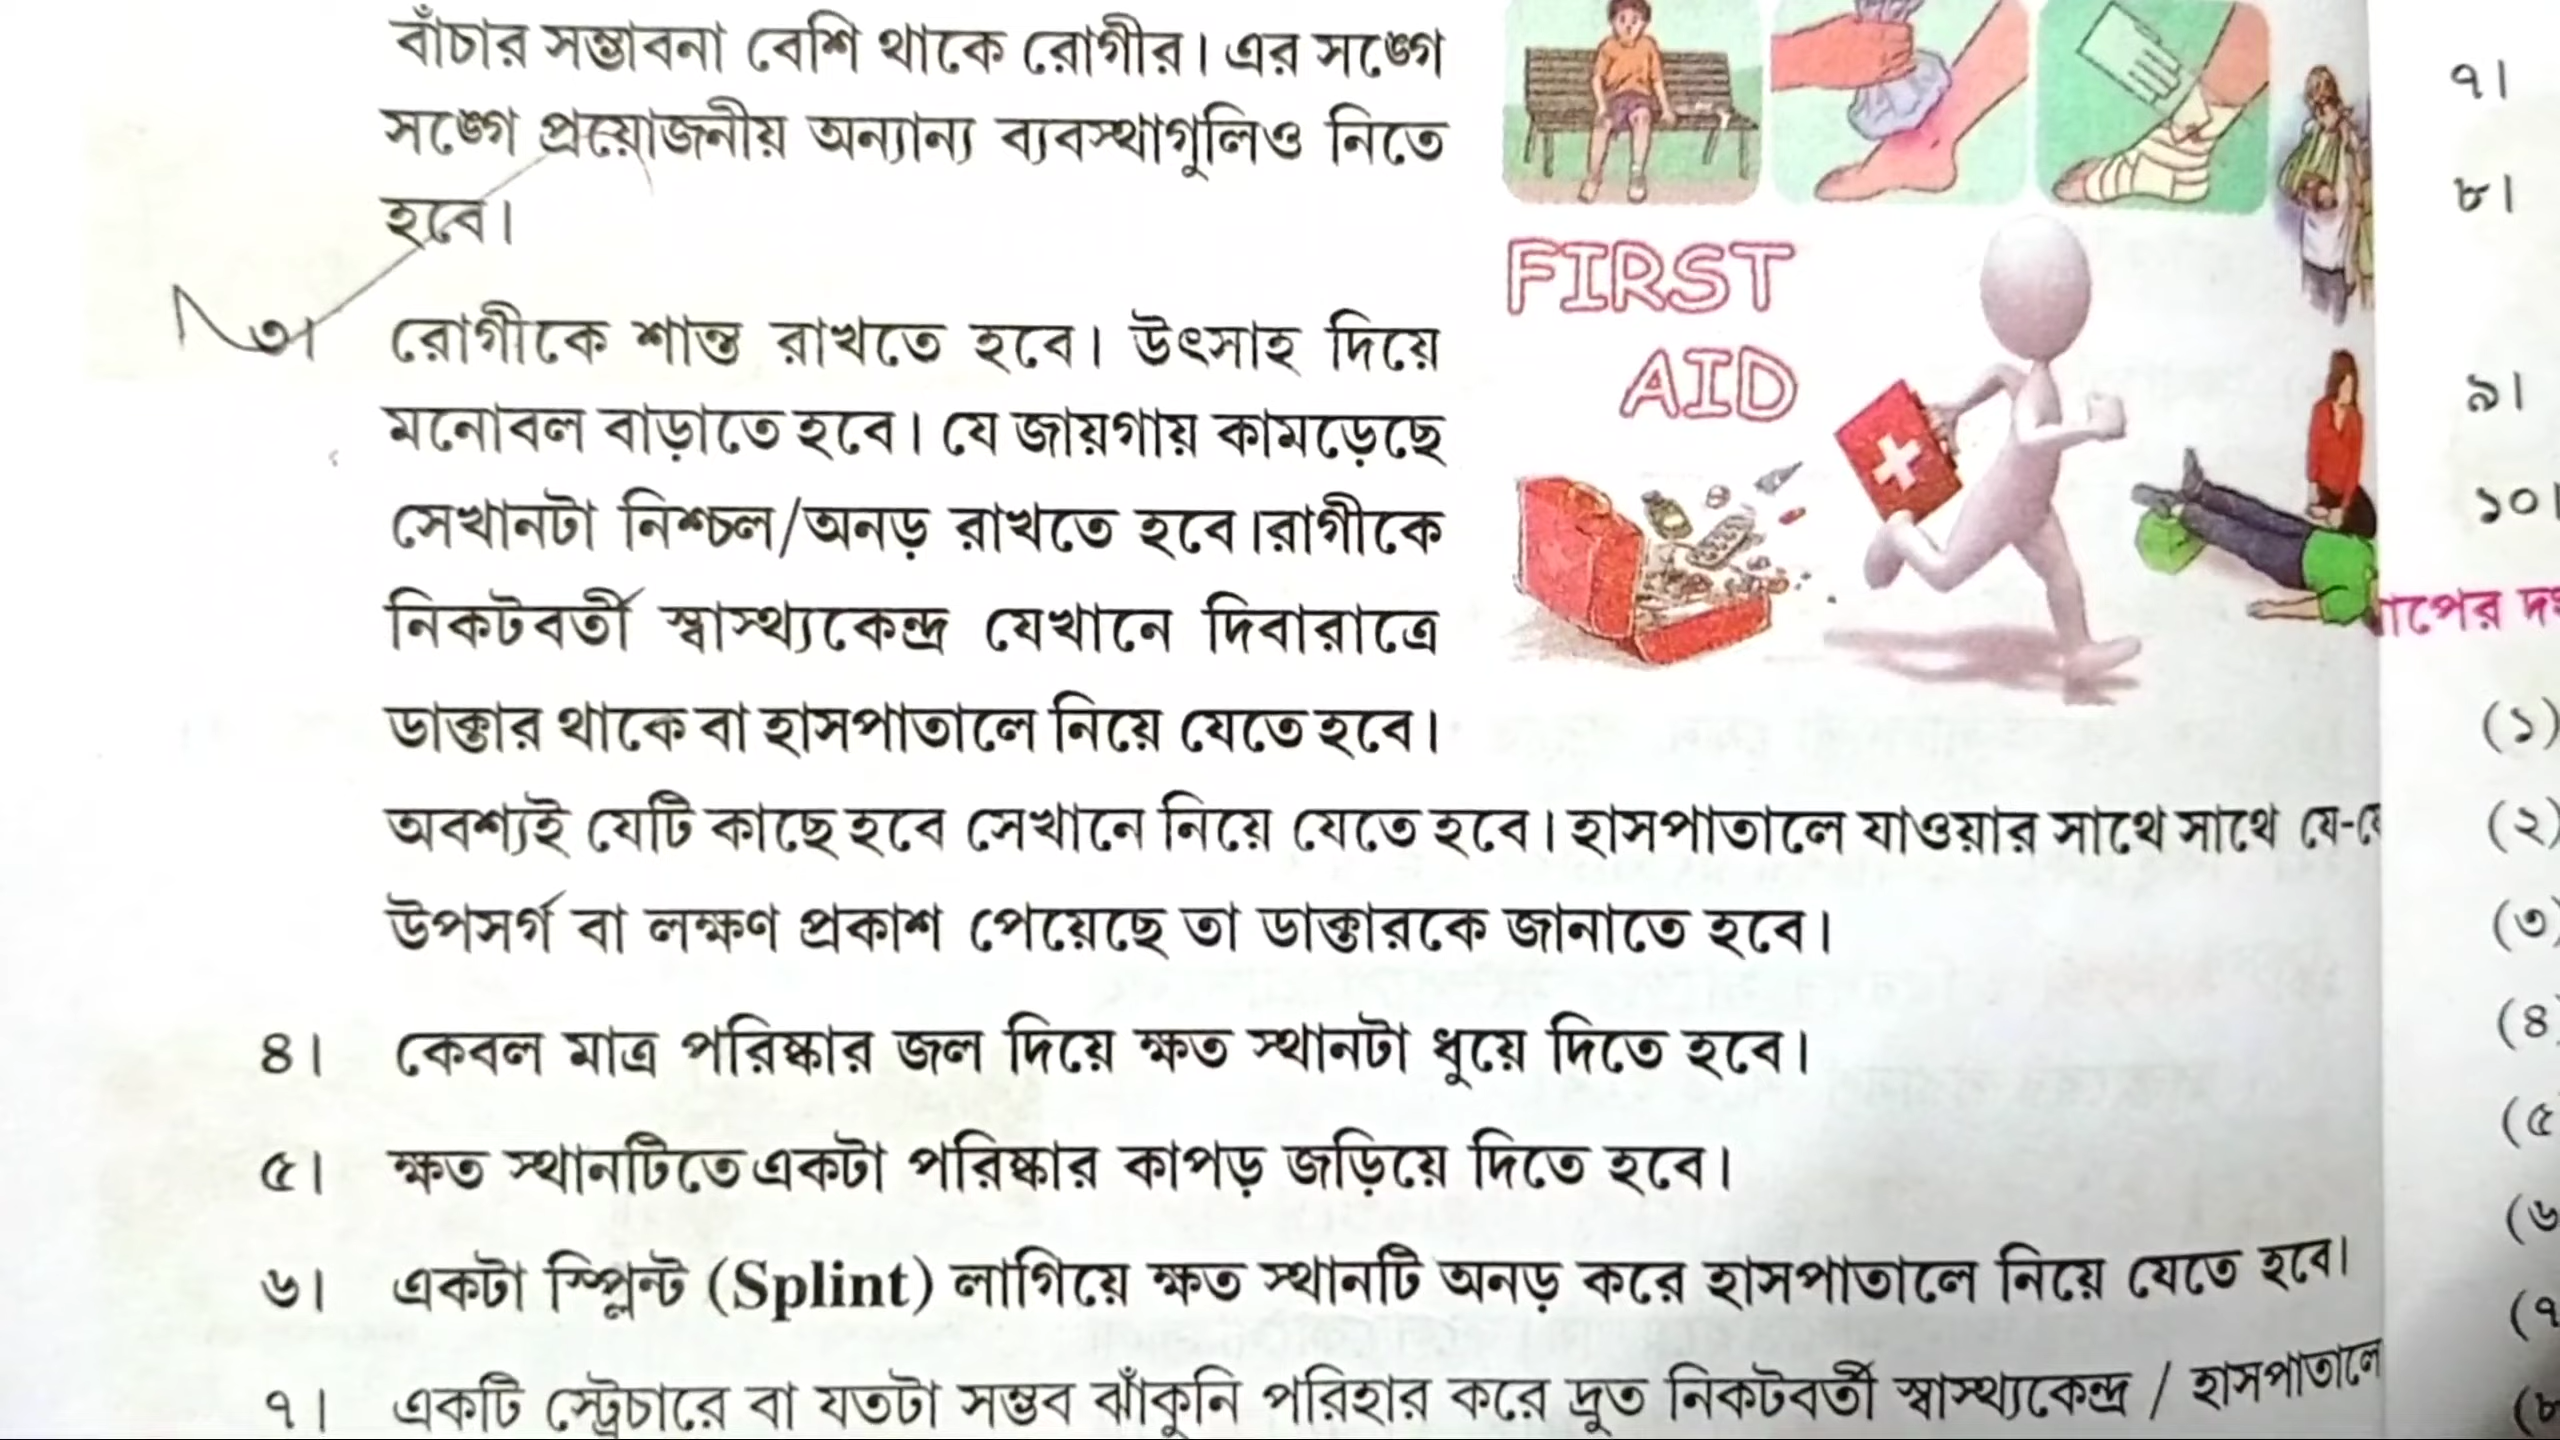 বাঁচার সম্ভাবনা বেশি থাকে রোগীর। এর সঙ্গে
সঙ্গে প্রয়োজনীয় অন্যান্য ব্যবস্থাগুলিও নিতে
হবে।
৩। রোগীকে শান্ত রাখতে হবে। উৎসাহ দিয়ে
মনোবল বাড়াতে হবে। যে জায়গায় কামড়েছে
সেখানটা নিশ্চল/অনড় রাখতে হবে।রাগীকে
নিকটবর্তী স্বাস্থ্যকেন্দ্র যেখানে দিবারাত্রে
ডাক্তার থাকে বা হাসপাতালে নিয়ে যেতে হবে।
অবশ্যই যেটি কাছে হবে সেখানে নিয়ে যেতে হবে। হাসপাতালে যাওয়ার সাথে সাথে যে-
উপসর্গ বা লক্ষণ প্রকাশ পেয়েছে তা ডাক্তারকে জানাতে হবে।
৪। কেবল মাত্র পরিষ্কার জল দিয়ে ক্ষত স্থানটা ধুয়ে দিতে হবে।
৫। ক্ষত স্থানটিতে একটা পরিষ্কার কাপড় জড়িয়ে দিতে হবে।
৬। একটা স্প্লিন্ট (Splint) লাগিয়ে ক্ষত স্থানটি অনড় করে হাসপাতালে নিয়ে যেতে হবে।
৭। একটি স্ট্রেচারে বা যতটা সম্ভব ঝাঁকুনি পরিহার করে দ্রুত নিকটবর্তী স্বাস্থ্যকেন্দ্র / হাসপাতালে
FIRST
AID
৭।
৮।
৯।
১০।
(১)
(২)
(৩)
(৪)
(৫
(৬
(৭
(৮